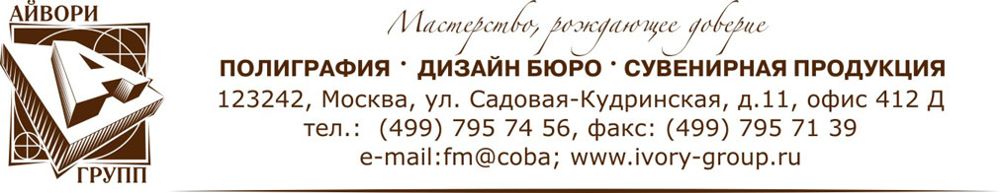 АЙВОРИ
ГРУПП
Мастерство, рождающее доверие
ПОЛИГРАФИЯ · ДИЗАЙН БЮРО · СУВЕНИРНАЯ ПРОДУКЦИЯ
123242, Москва, ул. Садовая-Кудринская, д.11, офис 412 Д
тел.: (499) 795 74 56, факс: (499) 795 71 39
e-mail:fm@coba; www.ivory-group.ru